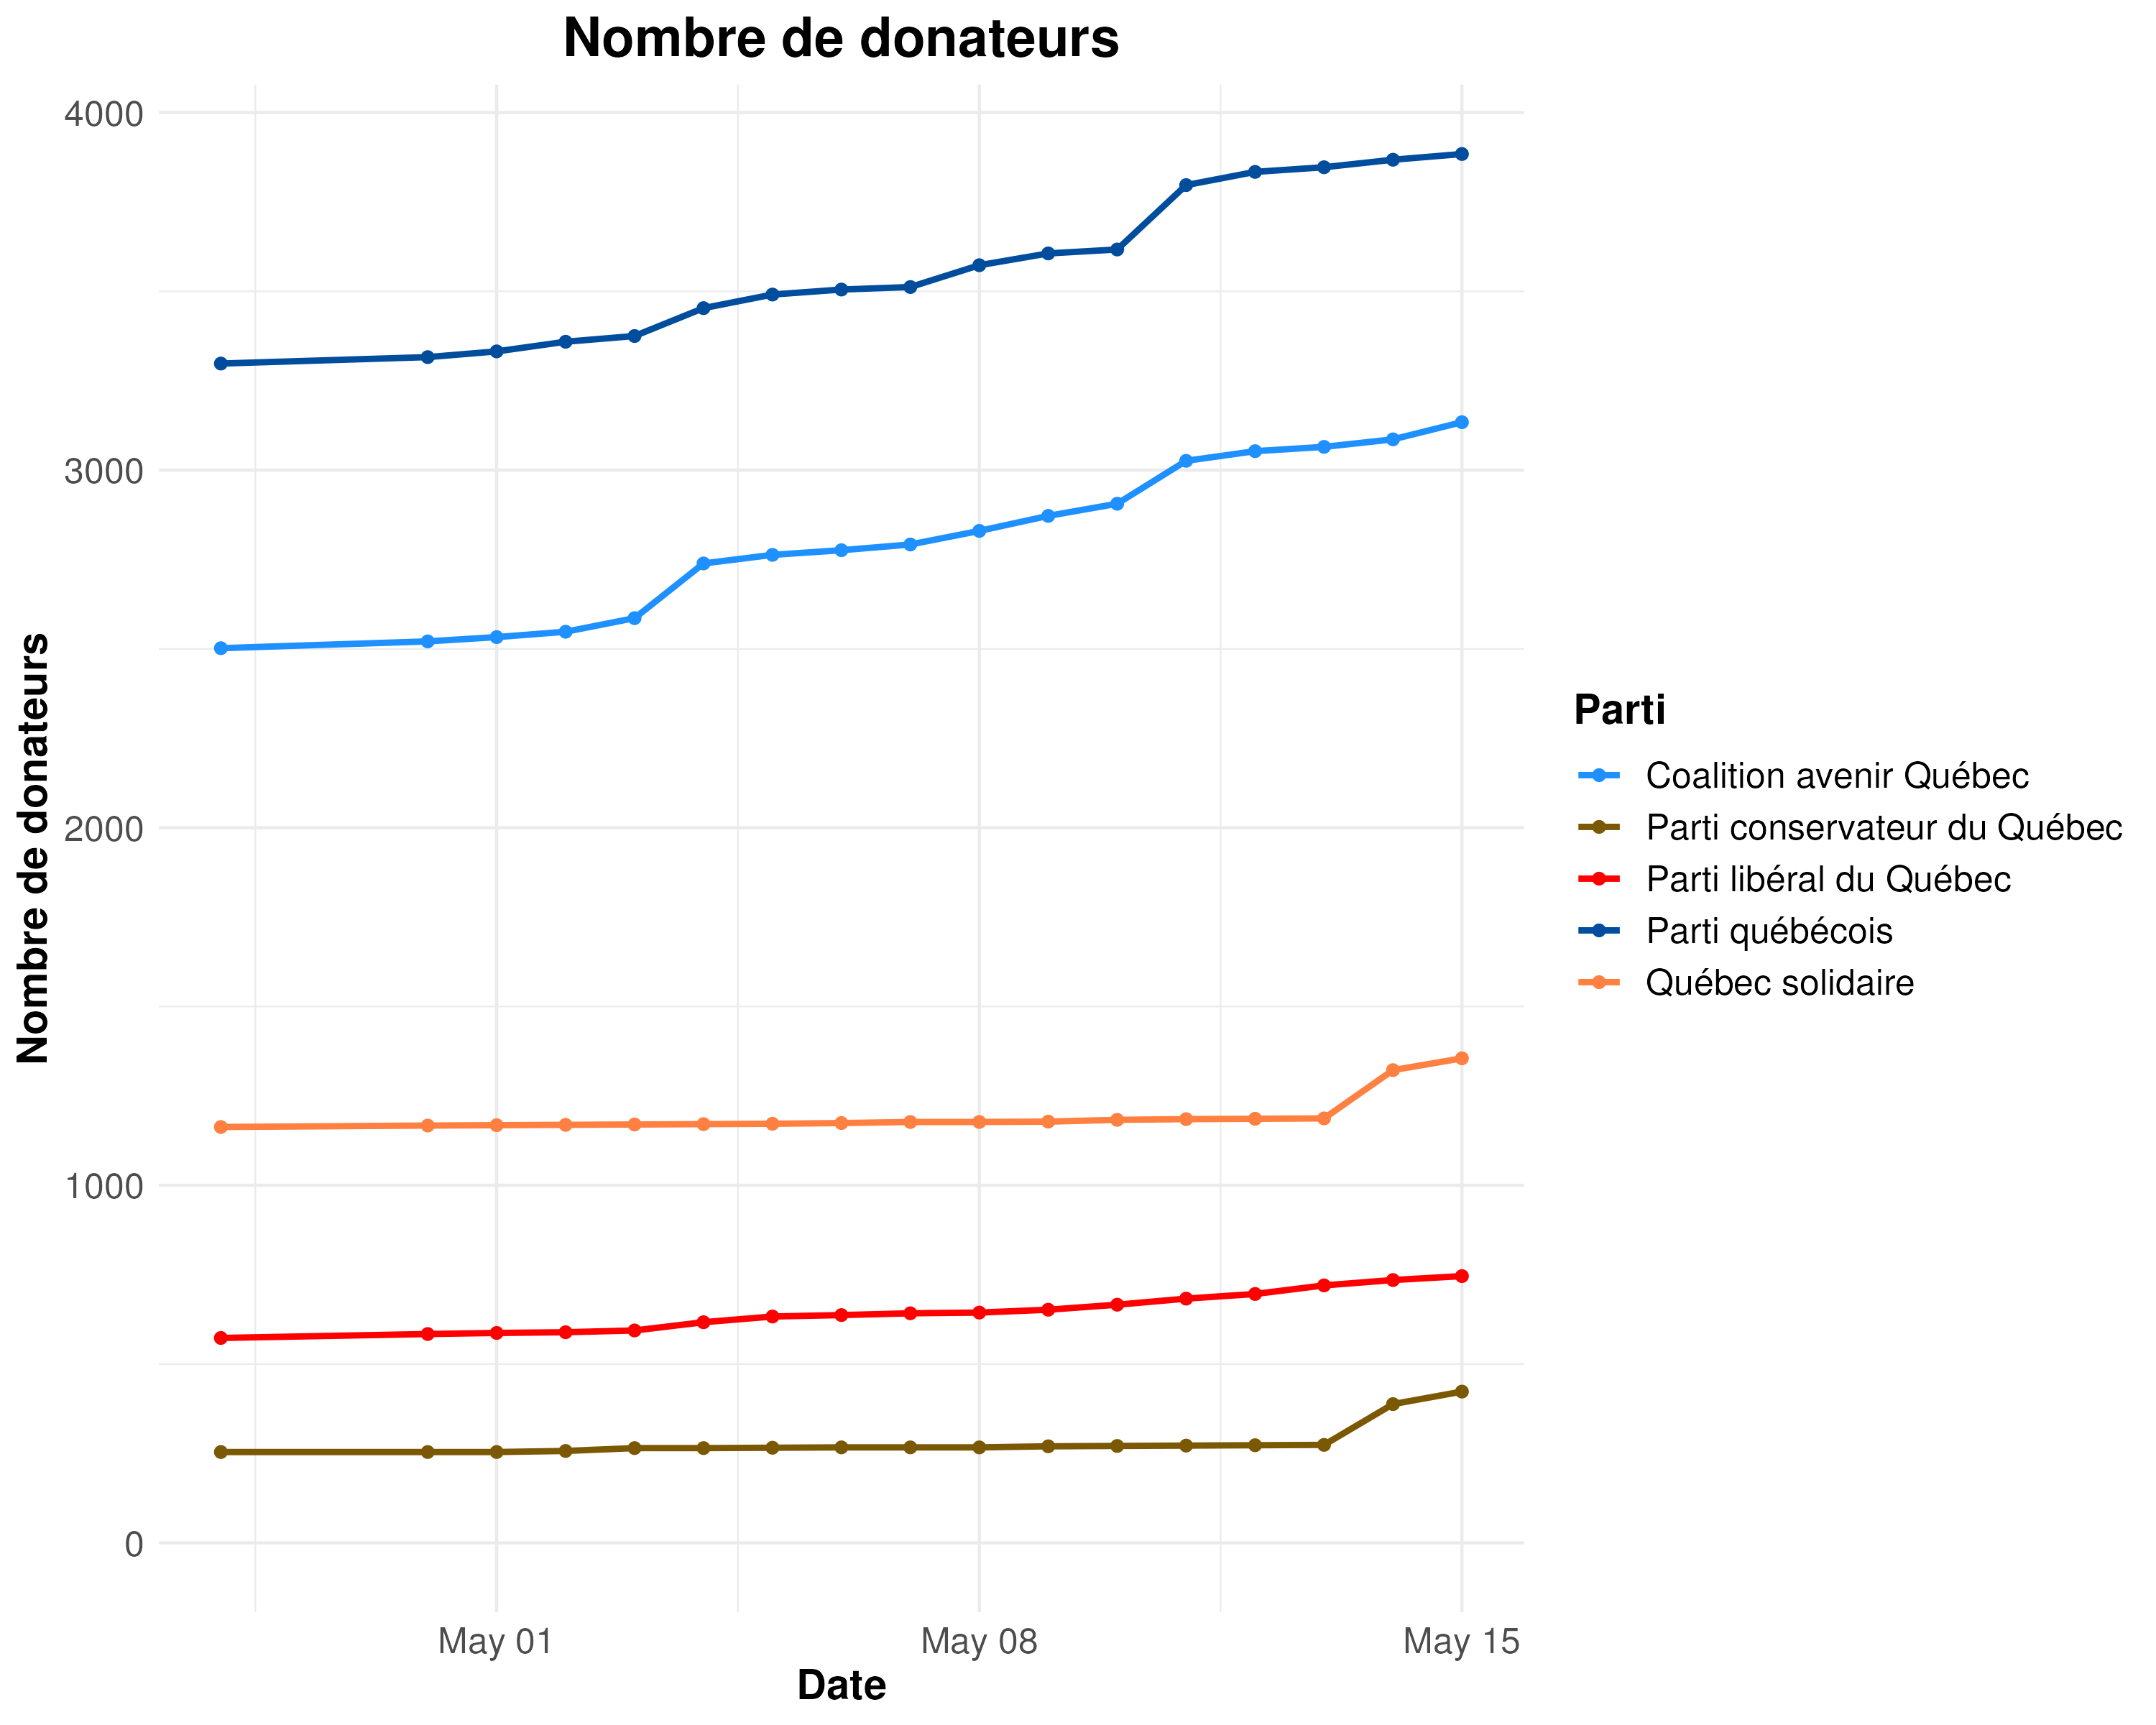 Nombre de donateurs
Nombre de donateurs
4000
3000
2000
1000
0
May 01
May 08
May 15
Date
Parti
Coalition avenir Québec
Parti conservateur du Québec
Parti libéral du Québec
Parti québécois
Québec solidaire